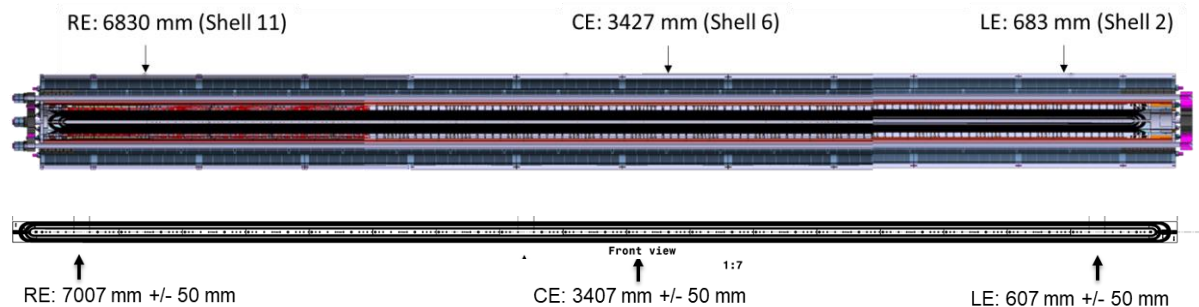 RE: 6830 mm (Shell 11)
CE: 3427 mm (Shell 6)
LE: 683 mm (Shell 2)
Front view
1:7
RE: 7007 mm +/- 50 mm
CE: 3407 mm +/- 50 mm
LE: 607 mm +/- 50 mm